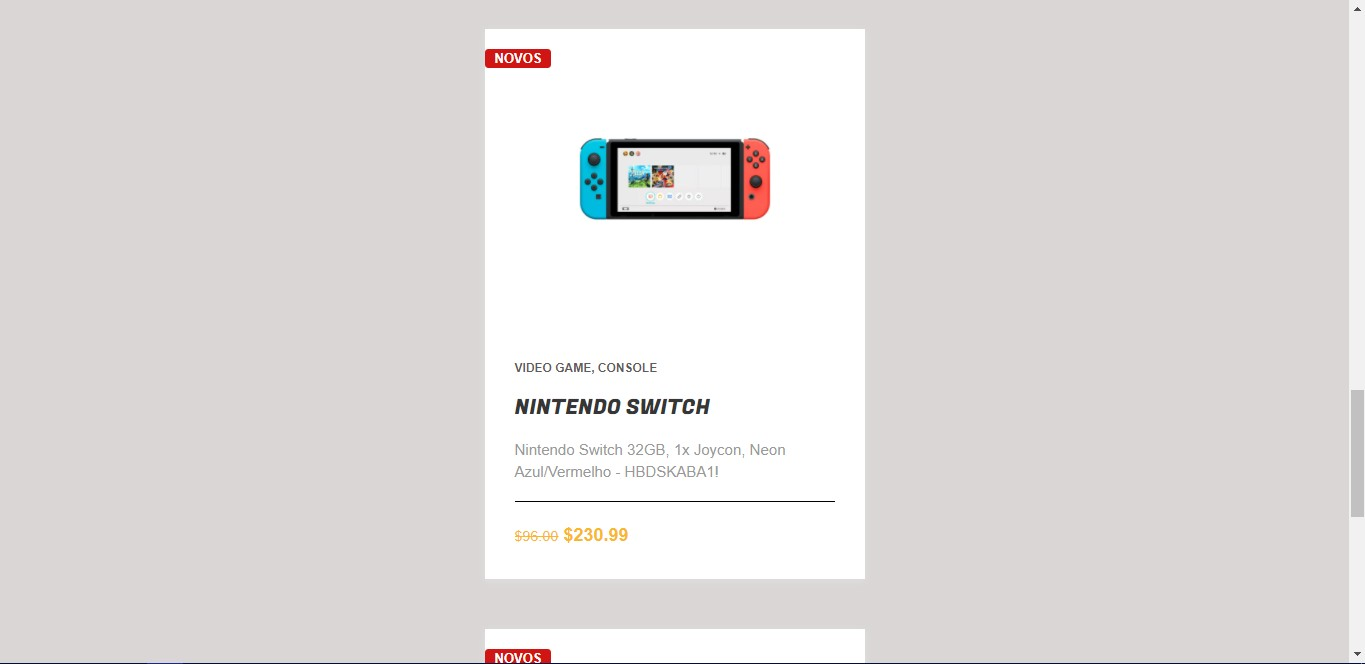 NOVOS
VIDEO GAME, CONSOLE
NINTENDO SWITCH
Nintendo Switch 32GB, 1x Joycon, Neon
Azul/Vermelho - HBDSKABA1!
$96.00 $230.99
NOVOS